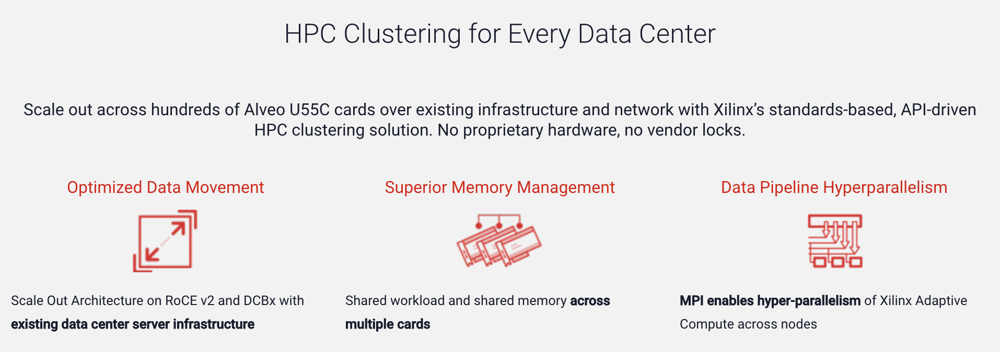 HPC Clustering for Every Data Center
Scale out across hundreds of Alveo U55C cards over existing infrastructure and network with Xilinx’s standards-based, API-driven
HPC clustering solution. No proprietary hardware, no vendor locks.
Optimized Data Movement
Scale Out Architecture on RoCE v2 and DCBx with
existing data center server infrastructure
Superior Memory Management
Shared workload and shared memory across
multiple cards
Data Pipeline Hyperparallelism
MPI enables hyper-parallelism of Xilinx Adaptive
Compute across nodes